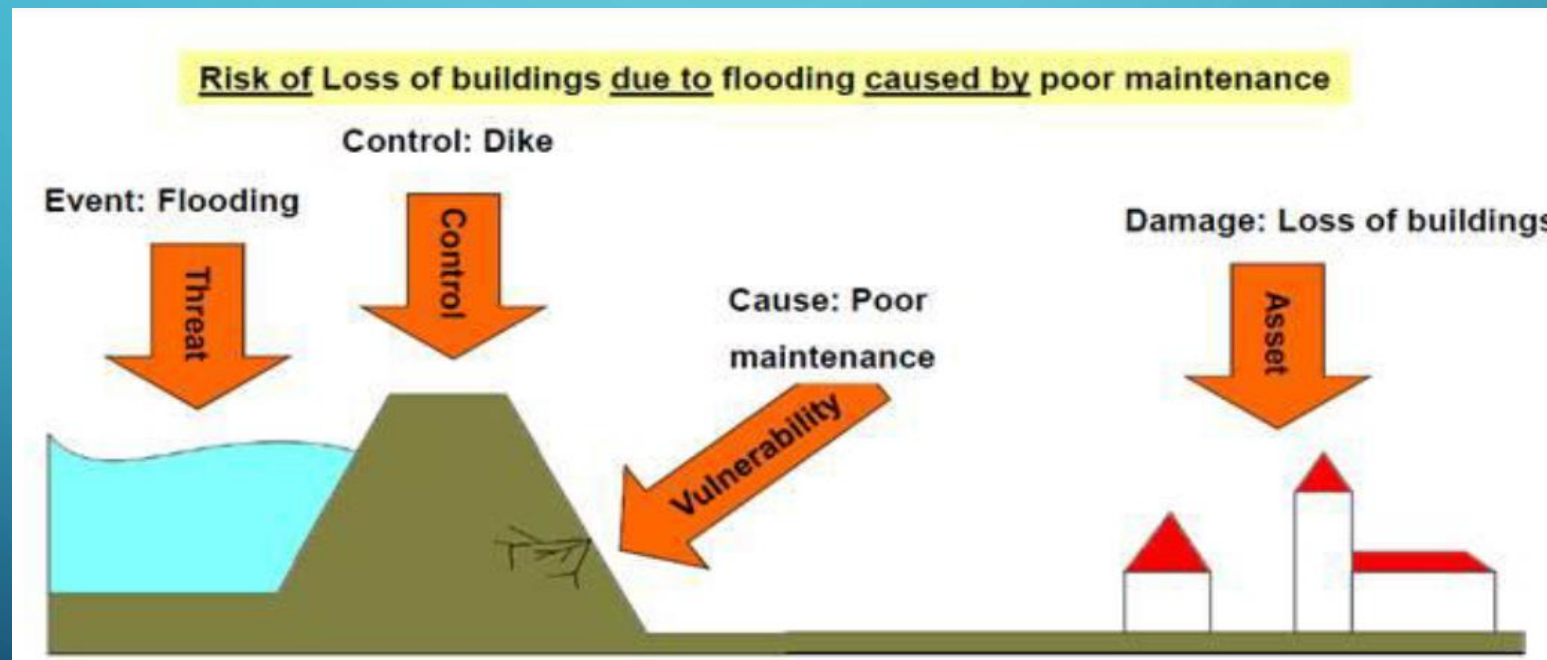 Risk of Loss of buildings due to flooding caused by poor maintenance
Control: Dike
Event: Flooding
Damage: Loss of buildings
Cause: Poor
maintenance
Threat
Control
Vulnerability
Asset